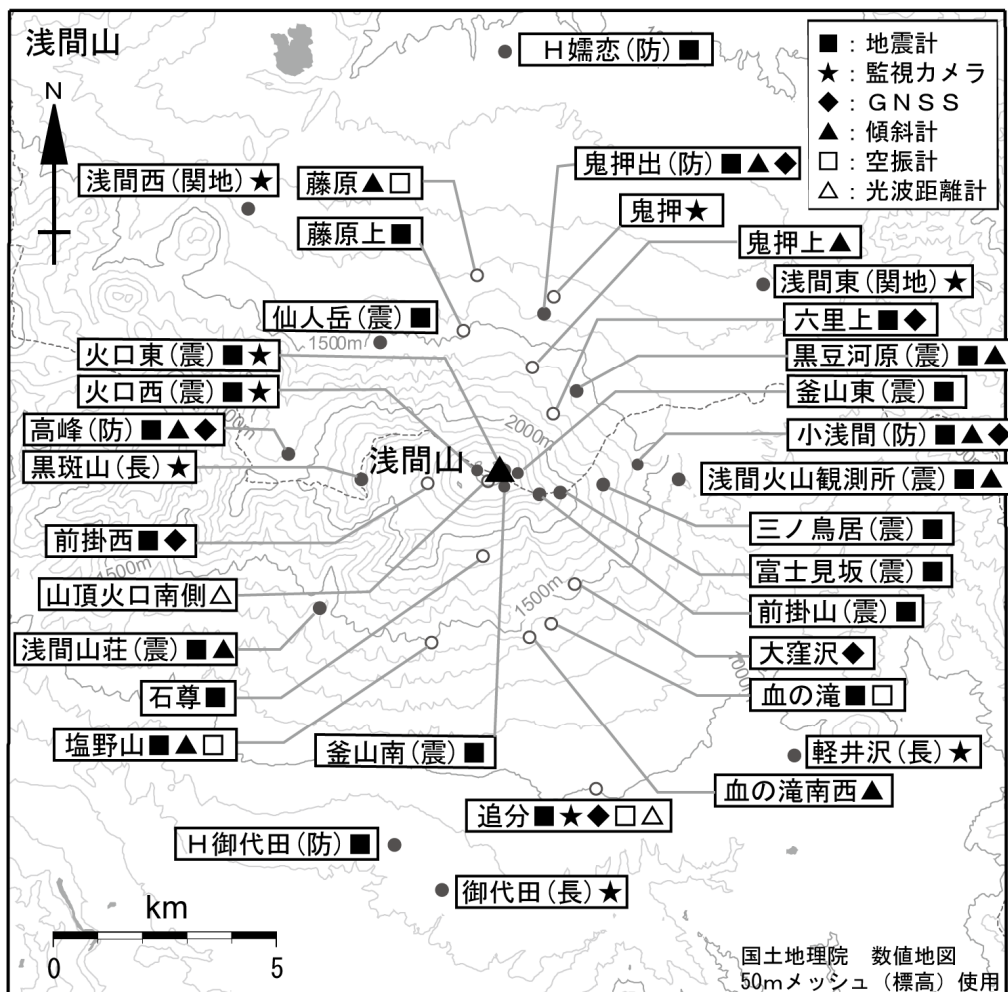 浅間山
N
H嬬恋(防)■
■：地震計
★：監視カメラ
◆：GNSS
▲：傾斜計
□：空振計
△：光波距離計
浅間西(関地)★
藤原▲□
鬼押出(防)■▲◆
鬼押★
藤原上■
鬼押上▲
浅間東(関地)★
仙人岳(震)■
六里上■◆
1500m
火口東(震)■★
黒豆河原(震)■▲
火口西(震)■★
釜山東(震)■
高峰(防)■▲◆
2000m
小浅間(防)■▲◆
黒斑山(長)★
浅間山
浅間火山観測所(震)■▲
前掛西■◆
三ノ鳥居(震)■
1500m
富士見坂(震)■
山頂火口南側△
1500m
前掛山(震)■
浅間山荘(震)■▲
大窪沢◆
石尊■
血の滝■□
塩野山■▲□
釜山南(震)■
軽井沢(長)★
血の滝南西▲
追分■★◆□△
H御代田(防)■
御代田(長)★
km
0 5
国土地理院 数値地図
50mメッシュ（標高）使用